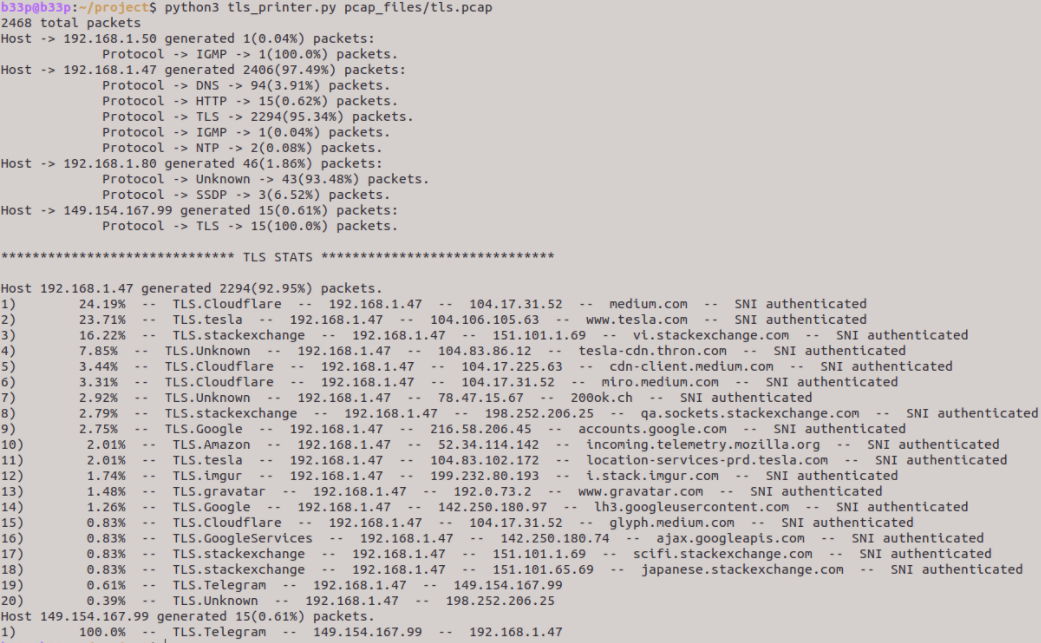 b33p@b33p:~/project$ python3 tls_printer.py pcap_files/tls.pcap
2468 total packets
Host -> 192.168.1.50 generated 1(0.04%) packets:
Protocol -> IGMP -> 1(100.0%) packets.
Host -> 192.168.1.47 generated 2406(97.49%) packets:
Protocol -> DNS -> 94(3.91%) packets.
Protocol -> HTTP -> 15(0.62%) packets.
Protocol -> TLS -> 2294(95.34%) packets.
Protocol -> IGMP -> 1(0.04%) packets.
Protocol -> NTP -> 2(0.08%) packets.
Host -> 192.168.1.80 generated 46(1.86%) packets:
Protocol -> Unknown -> 43(93.48%) packets.
Protocol -> SSDP -> 3(6.52%) packets.
Host -> 149.154.167.99 generated 15(0.61%) packets:
Protocol -> TLS -> 15(100.0%) packets.
****************************** TLS STATS ******************************
Host 192.168.1.47 generated 2294(92.95%) packets.
1) 24.19% -- TLS.Cloudflare -- 192.168.1.47 -- 104.17.31.52 -- medium.com -- SNI authenticated
2) 23.71% -- TLS.tesla -- 192.168.1.47 -- 104.106.105.63 -- www.tesla.com -- SNI authenticated
3) 16.22% -- TLS.stackexchange -- 192.168.1.47 -- 151.101.1.69 -- vi.stackexchange.com -- SNI authenticated
4) 7.85% -- TLS.Unknown -- 192.168.1.47 -- 104.83.86.12 -- tesla-cdn.thron.com -- SNI authenticated
5) 3.44% -- TLS.Cloudflare -- 192.168.1.47 -- 104.17.225.63 -- cdn-client.medium.com -- SNI authenticated
6) 3.31% -- TLS.Cloudflare -- 192.168.1.47 -- 104.17.31.52 -- miro.medium.com -- SNI authenticated
7) 2.92% -- TLS.Unknown -- 192.168.1.47 -- 78.47.15.67 -- 200ok.ch -- SNI authenticated
8) 2.79% -- TLS.stackexchange -- 192.168.1.47 -- 198.252.206.25 -- qa.sockets.stackexchange.com -- SNI authenticated
9) 2.75% -- TLS.Google -- 192.168.1.47 -- 216.58.206.45 -- accounts.google.com -- SNI authenticated
10) 2.01% -- TLS.Amazon -- 192.168.1.47 -- 52.34.114.142 -- incoming.telemetry.mozilla.org -- SNI authenticated
11) 2.01% -- TLS.tesla -- 192.168.1.47 -- 104.83.102.172 -- location-services-prd.tesla.com -- SNI authenticated
12) 1.74% -- TLS.imgur -- 192.168.1.47 -- 199.232.80.193 -- i.stack.imgur.com -- SNI authenticated
13) 1.48% -- TLS.gravatar -- 192.168.1.47 -- 192.0.73.2 -- www.gravatar.com -- SNI authenticated
14) 1.26% -- TLS.Google -- 192.168.1.47 -- 142.250.180.97 -- lh3.googleusercontent.com -- SNI authenticated
15) 0.83% -- TLS.Cloudflare -- 192.168.1.47 -- 104.17.31.52 -- glyph.medium.com -- SNI authenticated
16) 0.83% -- TLS.GoogleServices -- 192.168.1.47 -- 142.250.180.74 -- ajax.googleapis.com -- SNI authenticated
17) 0.83% -- TLS.stackexchange -- 192.168.1.47 -- 151.101.1.69 -- scifi.stackexchange.com -- SNI authenticated
18) 0.83% -- TLS.stackexchange -- 192.168.1.47 -- 151.101.65.69 -- japanese.stackexchange.com -- SNI authenticated
19) 0.61% -- TLS.Telegram -- 192.168.1.47 -- 149.154.167.99
20) 0.39% -- TLS.Unknown -- 192.168.1.47 -- 198.252.206.25
Host 149.154.167.99 generated 15(0.61%) packets.
1) 100.0% -- TLS.Telegram -- 149.154.167.99 -- 192.168.1.47